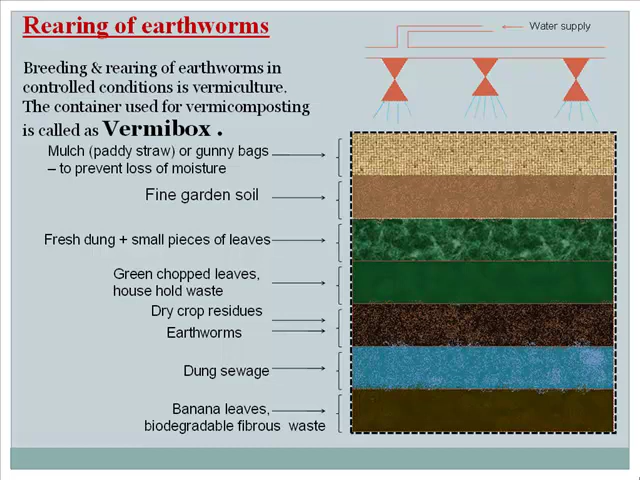 Rearing of earthworms
Water supply
Breeding & rearing of earthworms in
controlled conditions is vermiculture.
The container used for vermicomposting
is called as Vermibox .
Mulch (paddy straw) or gunny bags
– to prevent loss of moisture
Fine garden soil
Fresh dung + small pieces of leaves
Green chopped leaves,
house hold waste
Dry crop residues
Earthworms
Dung sewage
Banana leaves,
biodegradable fibrous waste